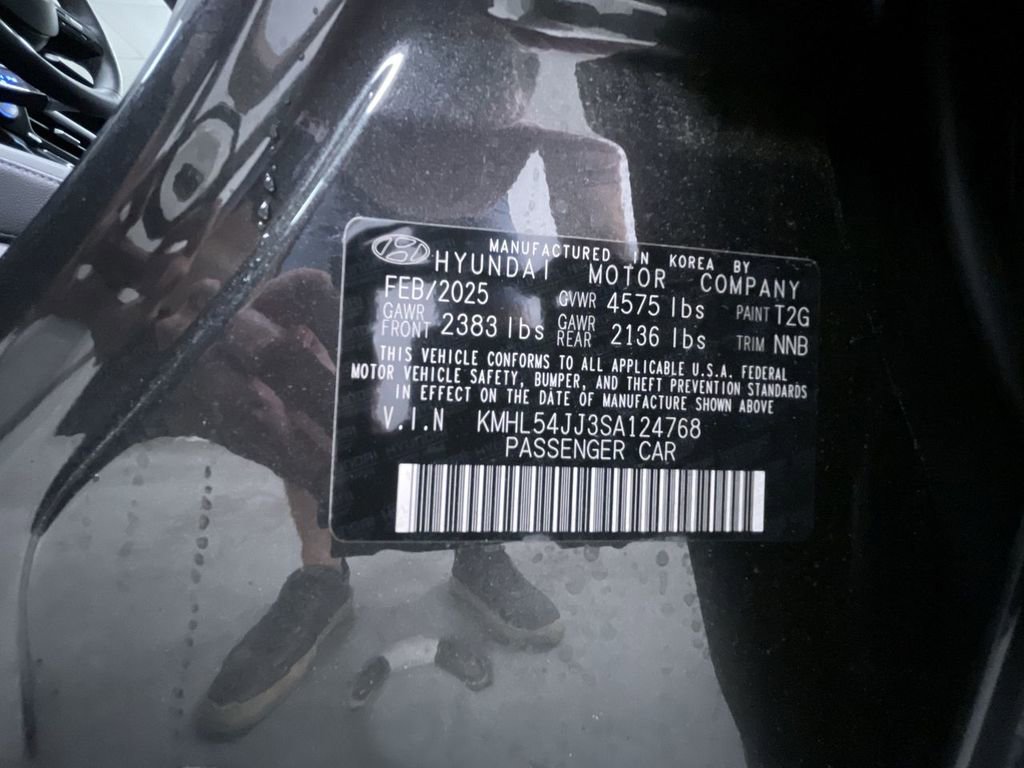 MANUFACTURED IN KOREA BY
HYUNDAI MOTOR COMPANY
FEB/2025 GVWR 4575 lbs PAINT T2G
GAWR FRONT 2383 lbs GAWR REAR 2136 lbs TRIM NNB
THIS VEHICLE CONFORMS TO ALL APPLICABLE U.S.A. FEDERAL
MOTOR VEHICLE SAFETY, BUMPER, AND THEFT PREVENTION STANDARDS
IN EFFECT ON THE DATE OF MANUFACTURE SHOWN ABOVE
V.I.N KMHL54JJ3SA124768
PASSENGER CAR